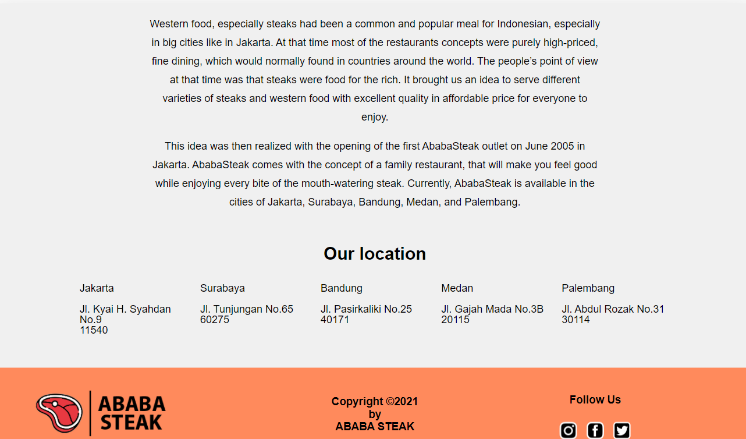 Western food, especially steaks had been a common and popular meal for Indonesian, especially
in big cities like in Jakarta. At that time most of the restaurants concepts were purely high-priced,
fine dining, which would normally found in countries around the world. The people's point of view
at that time was that steaks were food for the rich. It brought us an idea to serve different
varieties of steaks and western food with excellent quality in affordable price for everyone to
enjoy.
This idea was then realized with the opening of the first AbabaSteak outlet on June 2005 in
Jakarta. AbabaSteak comes with the concept of a family restaurant, that will make you feel good
while enjoying every bite of the mouth-watering steak. Currently, AbabaSteak is available in the
cities of Jakarta, Surabaya, Bandung, Medan, and Palembang.
Our location
Jakarta
Jl. Kyai H. Syahdan
No.9
11540
Surabaya
Jl. Tunjungan No.65
60275
Bandung
Jl. Pasirkaliki No.25
40171
Medan
Jl. Gajah Mada No.3B
20115
Palembang
Jl. Abdul Rozak No.31
30114
ABABA
STEAK
Copyright ©2021
by
ABABA STEAK
Follow Us